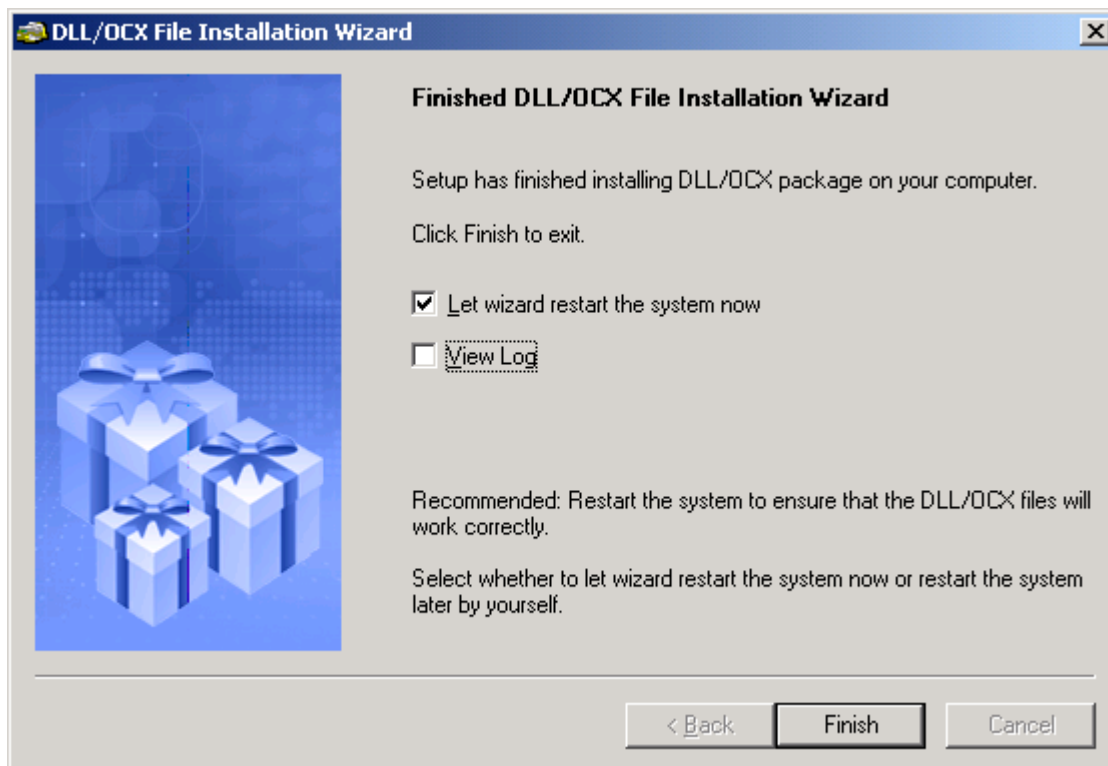 DLL/OCX File Installation Wizard
Finished DLL/OCX File Installation Wizard
Setup has finished installing DLL/OCX package on your computer.
Click Finish to exit.
Let wizard restart the system now
View Log
Recommended: Restart the system to ensure that the DLL/OCX files will
work correctly.
Select whether to let wizard restart the system now or restart the system
later by yourself.
< Back
Finish
Cancel